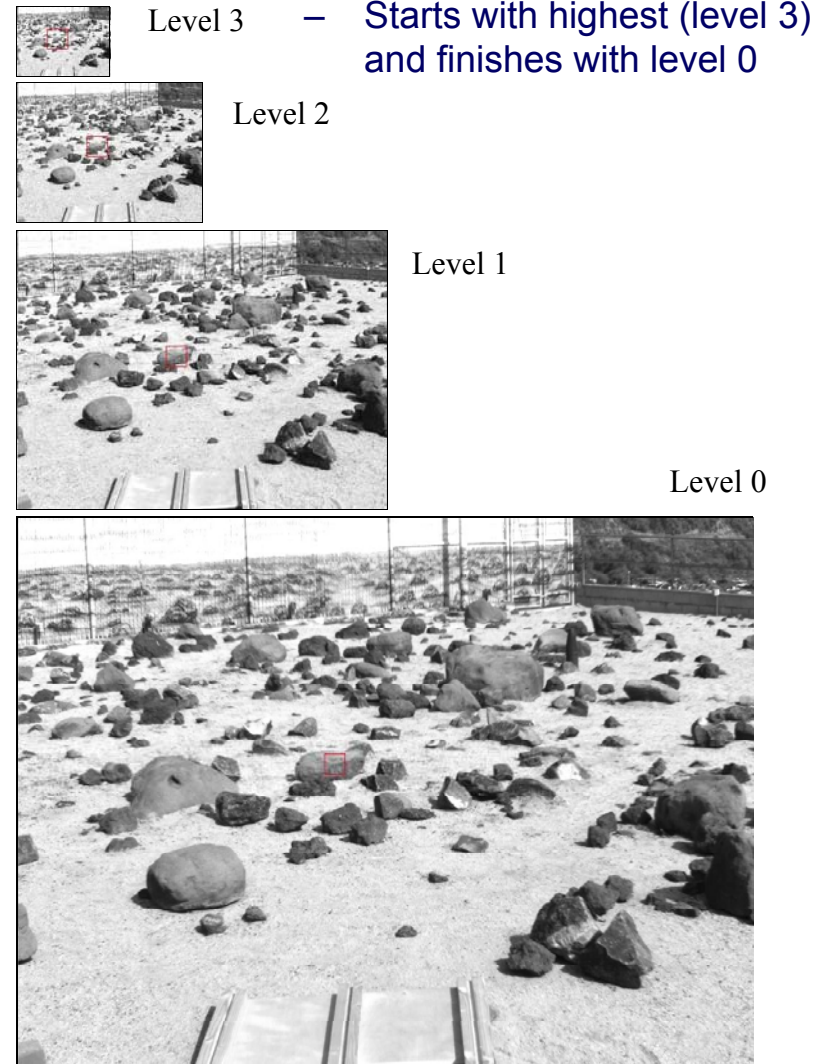 Level 3
– Starts with highest (level 3)
and finishes with level 0
Level 2
Level 1
Level 0